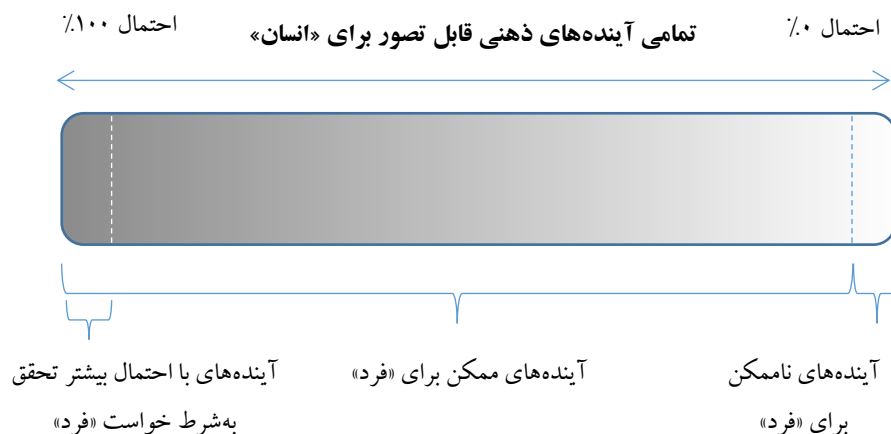 احتمال ۰٪
تمامی آینده‌های ذهنی قابل تصور برای «انسان»
احتمال ۱۰۰٪
آینده‌های ناممکن
برای «فرد»
آینده‌های ممکن برای «فرد»
آینده‌های با احتمال بیشتر تحقق
به‌شرط خواست «فرد»